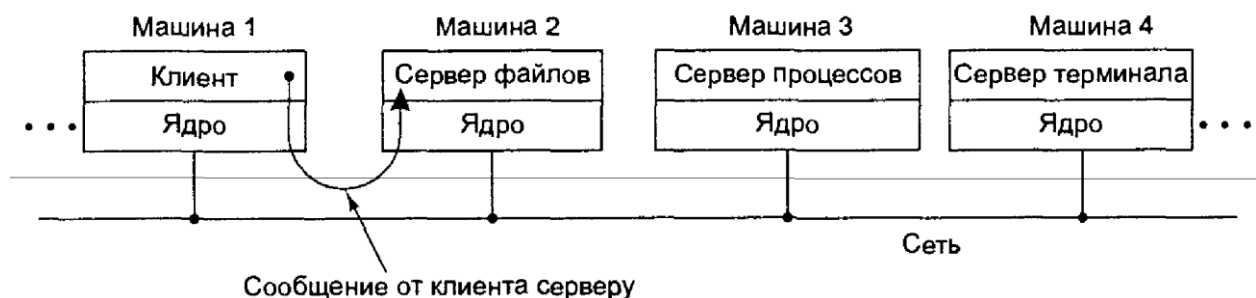 Машина 1 Машина 2 Машина 3 Машина 4
Клиент Сервер файлов Сервер процессов Сервер терминала
Ядро Ядро Ядро Ядро
Сеть
Сообщение от клиента серверу